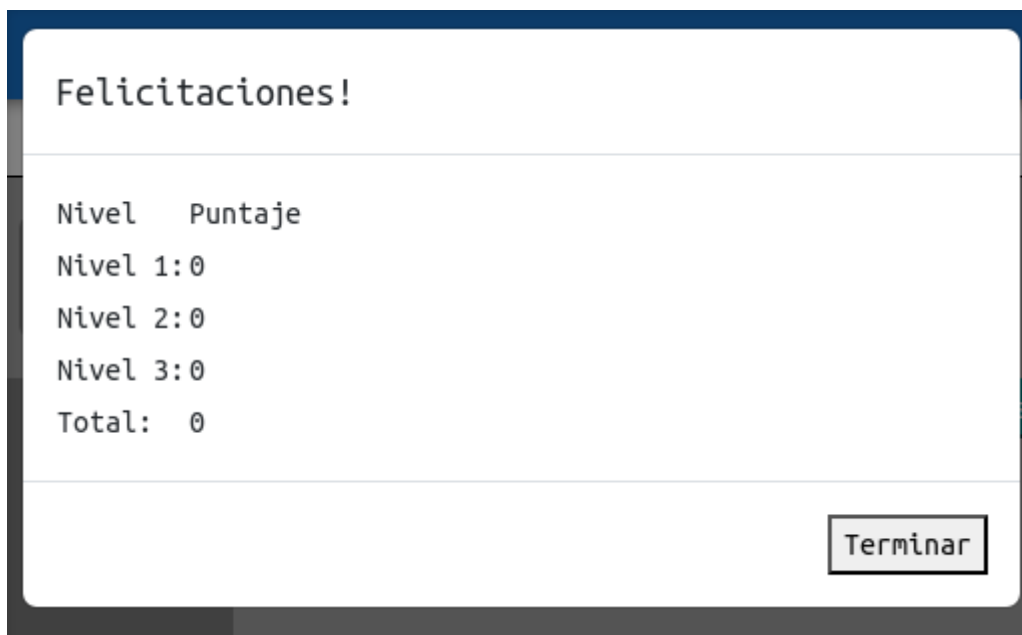 Felicitaciones!
Nivel Puntaje
Nivel 1: 0
Nivel 2: 0
Nivel 3: 0
Total: 0
Terminar